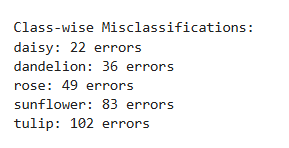 Class-wise Misclassifications:
daisy: 22 errors
dandelion: 36 errors
rose: 49 errors
sunflower: 83 errors
tulip: 102 errors